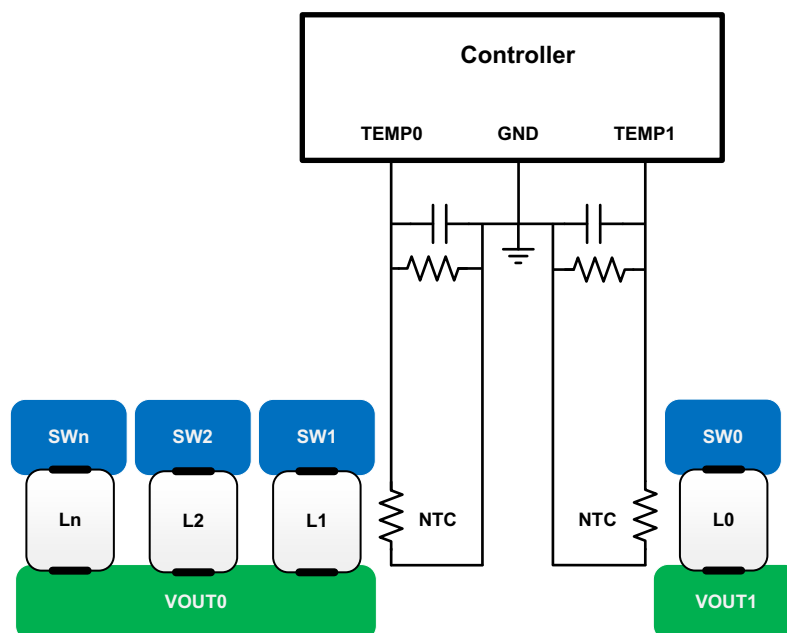 Controller
TEMP0 GND TEMP1
SWn SW2 SW1 SW0
Ln L2 L1 NTC NTC L0
VOUT0 VOUT1